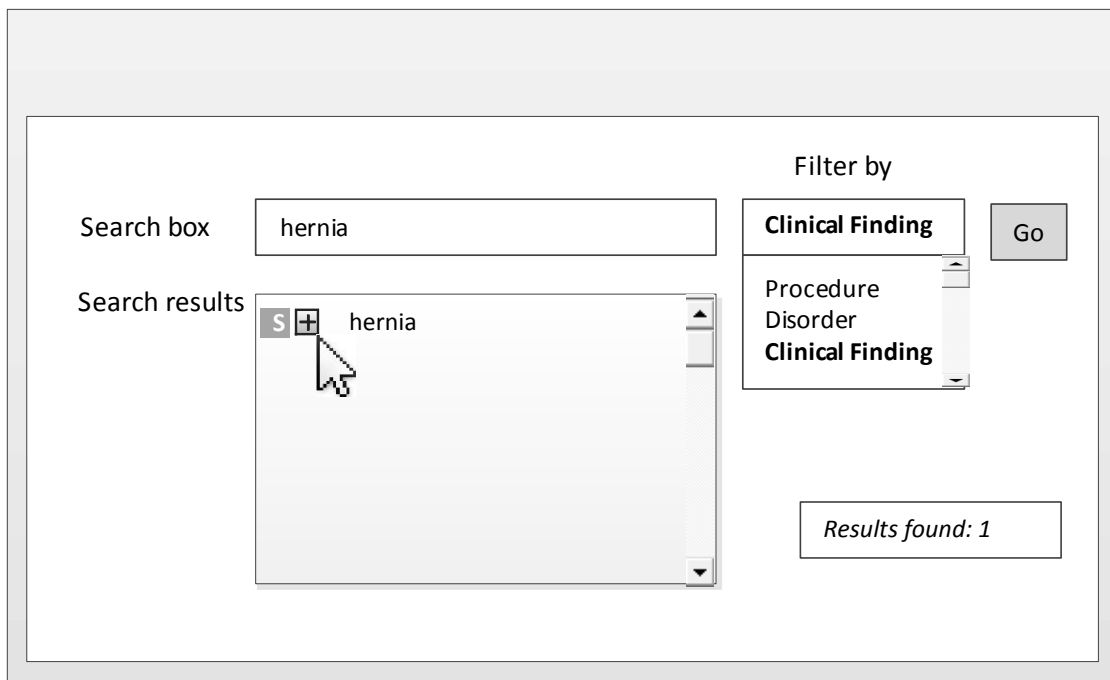 Filter by
Search box
hernia
Clinical Finding
Go
Search results
S
hernia
Procedure
Disorder
Clinical Finding
Results found: 1